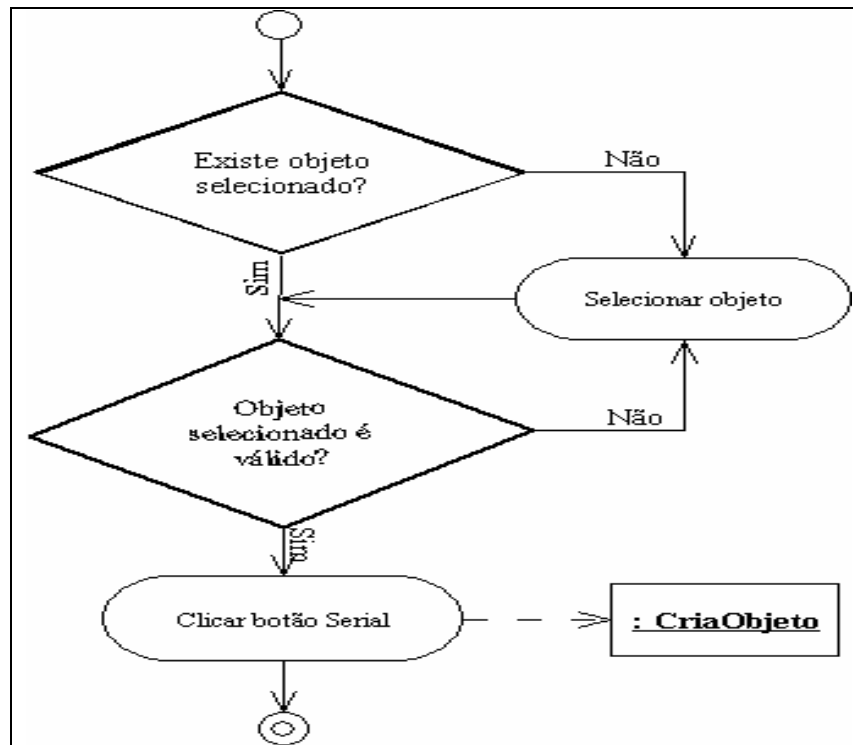 Existe objeto
selecionado?
Não
Sim
Selecionar objeto
Objeto
selecionado é
válido?
Não
Sim
Clicar botão Serial
: CriaObjeto